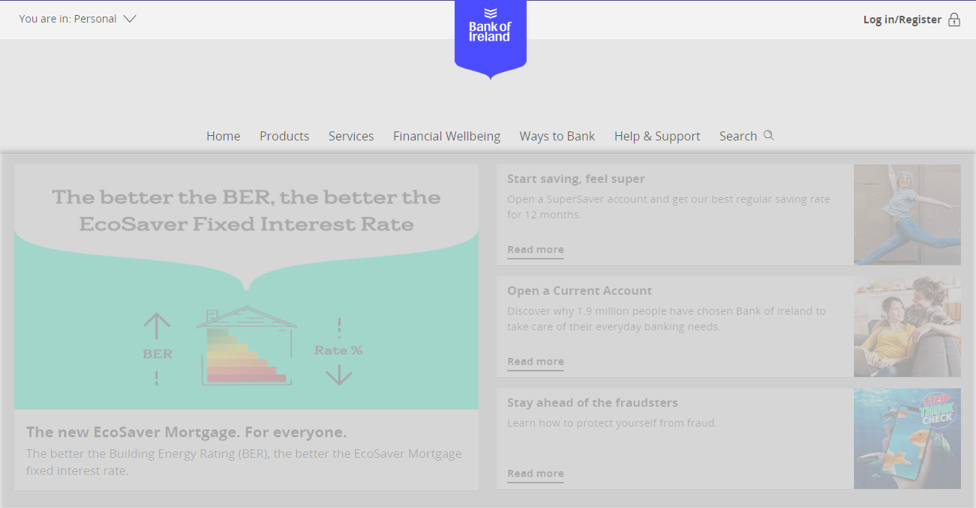 You are in: Personal
Bank of
Ireland
Log in/Register
Home Products Services Financial Wellbeing Ways to Bank Help & Support Search
The better the BER, the better the
EcoSaver Fixed Interest Rate
BER
Rate %
The new EcoSaver Mortgage. For everyone.
The better the Building Energy Rating (BER), the better the EcoSaver Mortgage
fixed interest rate.
Start saving, feel super
Open a SuperSaver account and get our best regular saving rate
for 12 months.
Read more
Open a Current Account
Discover why 1.9 million people have chosen Bank of Ireland to
take care of their everyday banking needs.
Read more
Stay ahead of the fraudsters
Learn how to protect yourself from fraud.
Read more
STOP
THINK
CHECK